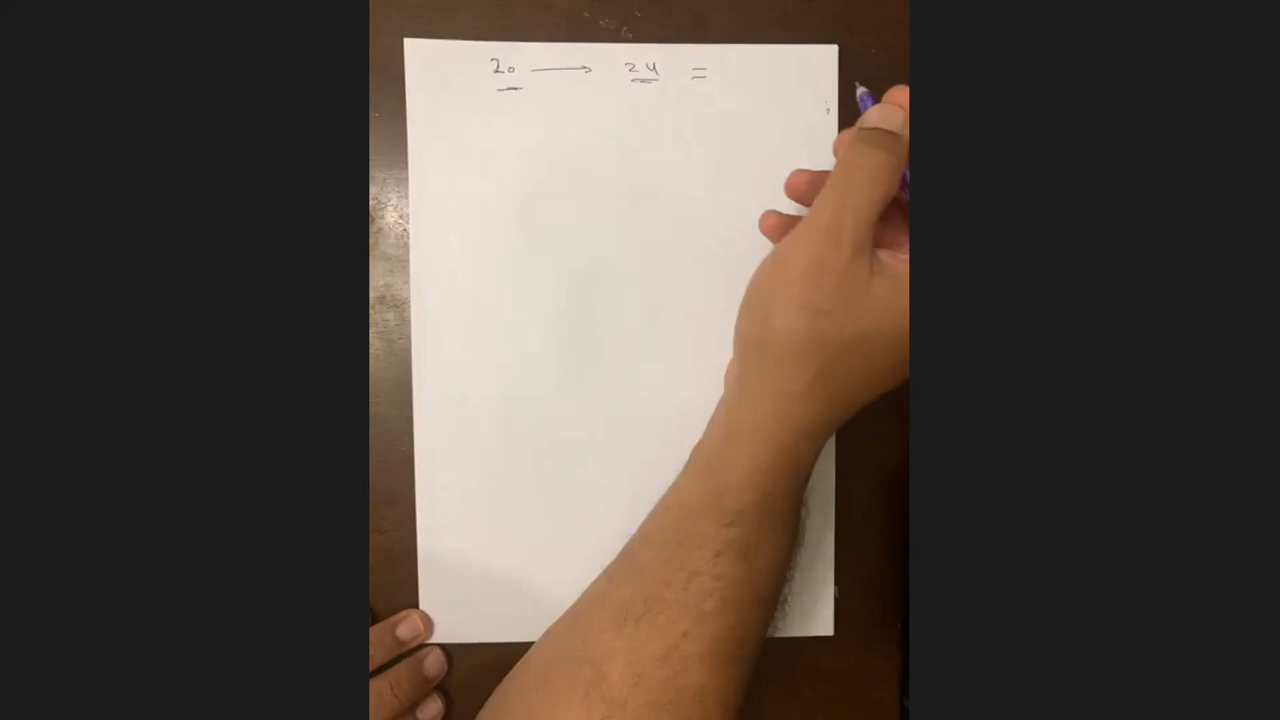 20 → 24 =